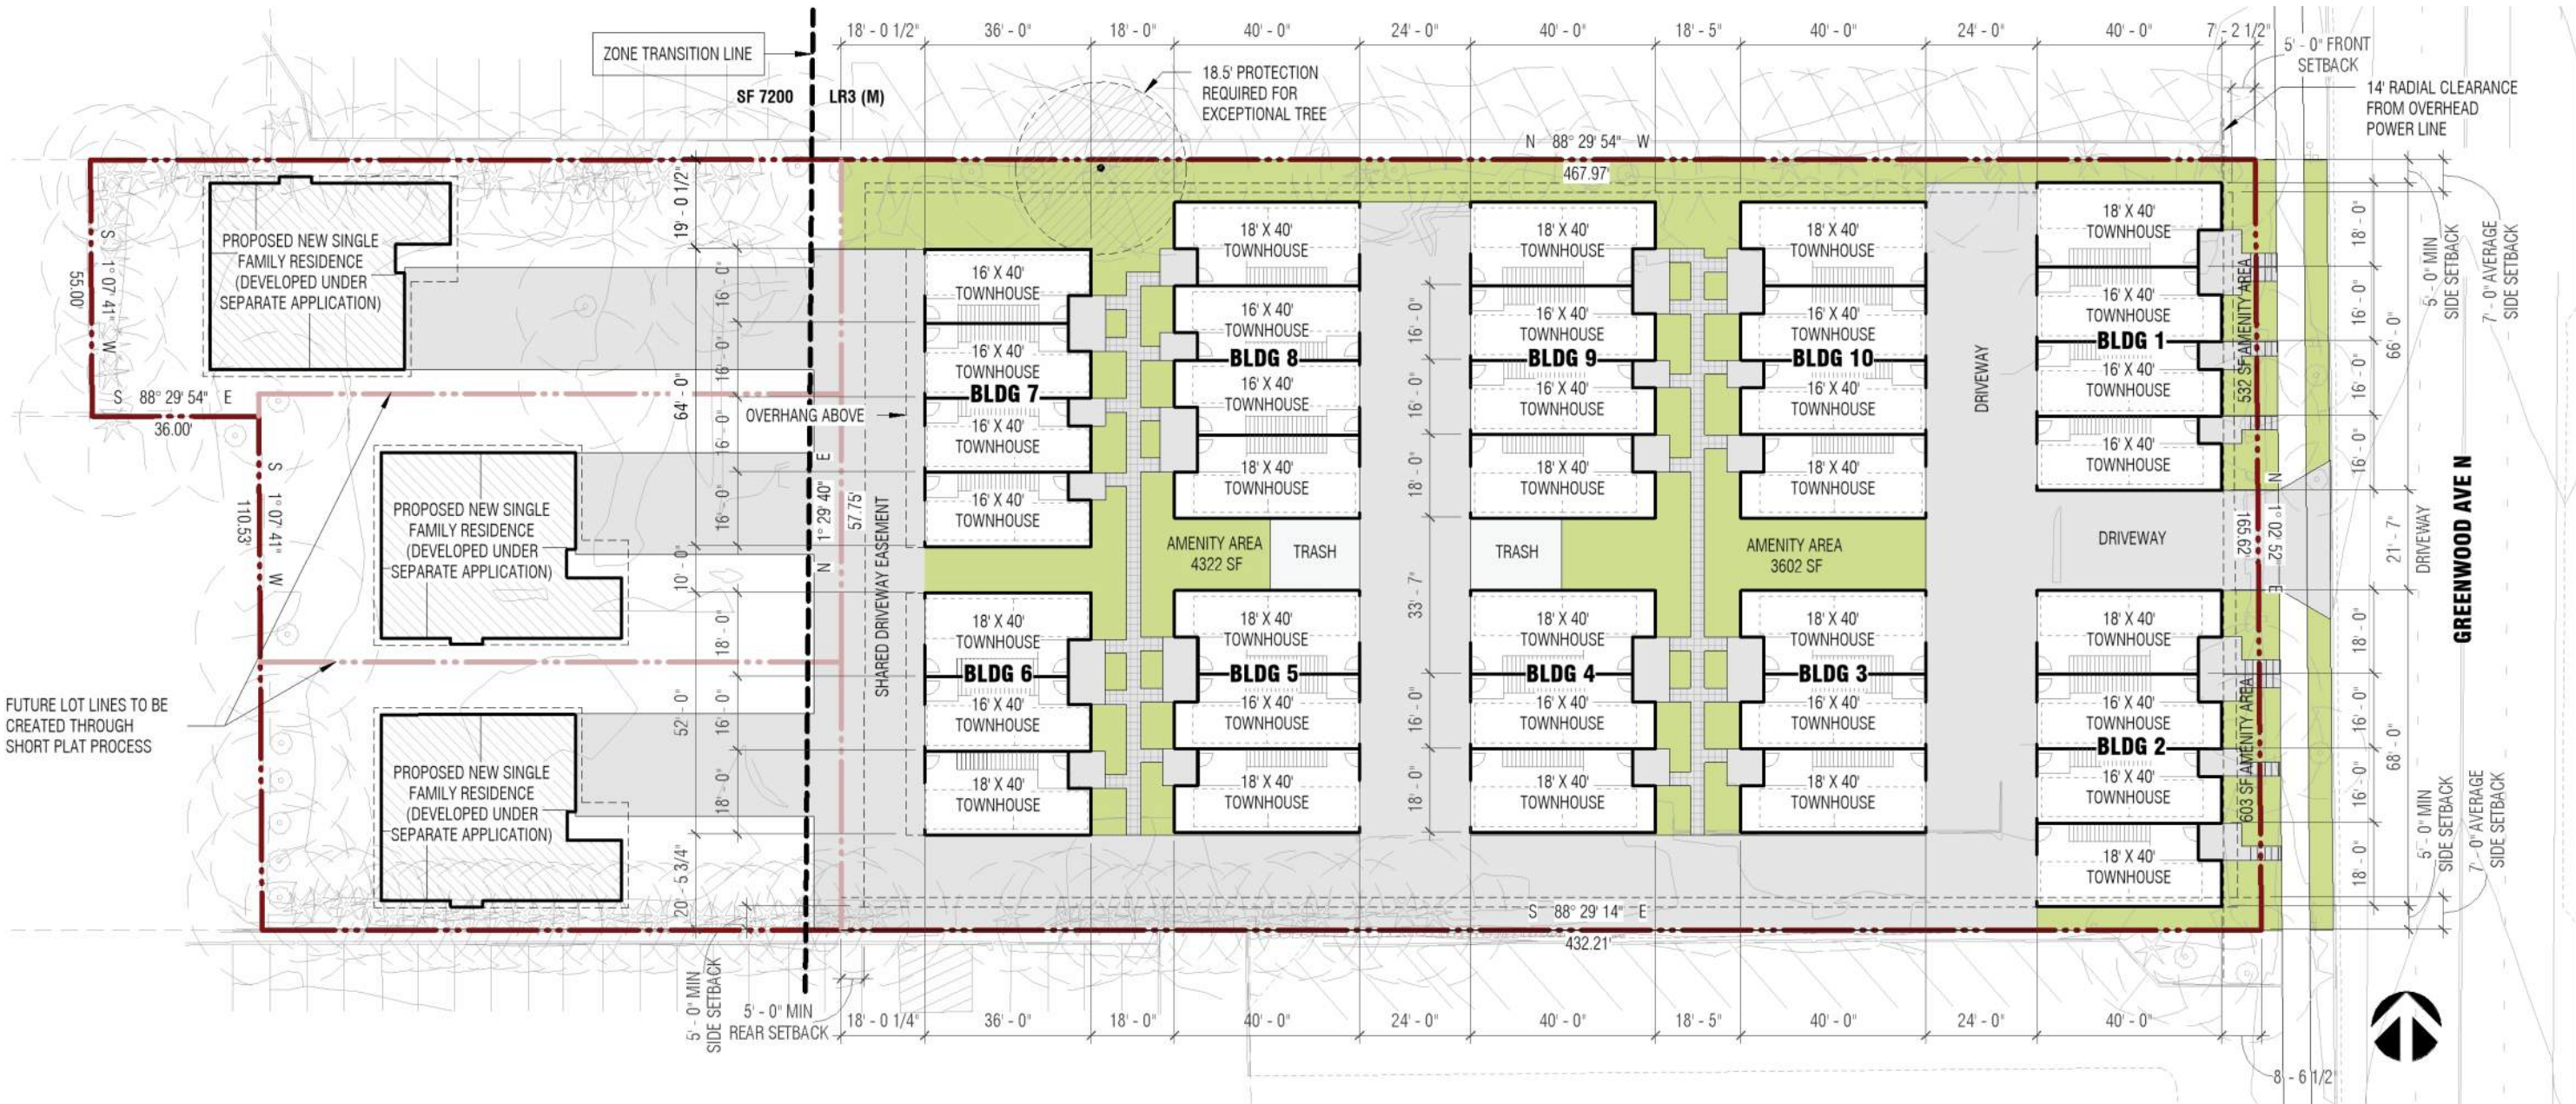 18' - 0 1/2"
36' - 0"
18' - 0"
40' - 0"
24' - 0"
40' - 0"
18' - 5"
40' - 0"
24' - 0"
40' - 0"
7' - 2 1/2"
5' - 0" FRONT
SETBACK
14' RADIAL CLEARANCE
FROM OVERHEAD
POWER LINE
ZONE TRANSITION LINE
SF 7200
LR3 (M)
18.5' PROTECTION
REQUIRED FOR
EXCEPTIONAL TREE
N 88° 29' 54" W
467.97'
PROPOSED NEW SINGLE
FAMILY RESIDENCE
(DEVELOPED UNDER
SEPARATE APPLICATION)
S 1° 07' 41" W
55.00'
S 88° 29' 54" E
36.00'
S 1° 07' 41" W
110.53'
PROPOSED NEW SINGLE
FAMILY RESIDENCE
(DEVELOPED UNDER
SEPARATE APPLICATION)
PROPOSED NEW SINGLE
FAMILY RESIDENCE
(DEVELOPED UNDER
SEPARATE APPLICATION)
FUTURE LOT LINES TO BE
CREATED THROUGH
SHORT PLAT PROCESS
19' - 0 1/2"
64' - 0"
10' - 0"
52' - 0"
20' - 5 3/4"
16' - 0"
16' - 0"
16' - 0"
16' - 0"
18' - 0"
16' - 0"
18' - 0"
OVERHANG ABOVE
N 1° 29' 40" E
57.75'
SHARED DRIVEWAY EASEMENT
16' X 40'
TOWNHOUSE
16' X 40'
TOWNHOUSE
BLDG 7
16' X 40'
TOWNHOUSE
16' X 40'
TOWNHOUSE
18' X 40'
TOWNHOUSE
BLDG 6
16' X 40'
TOWNHOUSE
18' X 40'
TOWNHOUSE
18' X 40'
TOWNHOUSE
16' X 40'
TOWNHOUSE
BLDG 8
16' X 40'
TOWNHOUSE
18' X 40'
TOWNHOUSE
AMENITY AREA
4322 SF
TRASH
18' X 40'
TOWNHOUSE
BLDG 5
16' X 40'
TOWNHOUSE
18' X 40'
TOWNHOUSE
16' - 0"
16' - 0"
18' - 0"
33' - 7"
16' - 0"
18' - 0"
18' X 40'
TOWNHOUSE
16' X 40'
TOWNHOUSE
BLDG 9
16' X 40'
TOWNHOUSE
18' X 40'
TOWNHOUSE
TRASH
18' X 40'
TOWNHOUSE
BLDG 4
16' X 40'
TOWNHOUSE
18' X 40'
TOWNHOUSE
18' X 40'
TOWNHOUSE
16' X 40'
TOWNHOUSE
BLDG 10
16' X 40'
TOWNHOUSE
18' X 40'
TOWNHOUSE
AMENITY AREA
3602 SF
18' X 40'
TOWNHOUSE
BLDG 3
16' X 40'
TOWNHOUSE
18' X 40'
TOWNHOUSE
DRIVEWAY
18' X 40'
TOWNHOUSE
16' X 40'
TOWNHOUSE
BLDG 1
16' X 40'
TOWNHOUSE
16' X 40'
TOWNHOUSE
DRIVEWAY
18' X 40'
TOWNHOUSE
16' X 40'
TOWNHOUSE
BLDG 2
16' X 40'
TOWNHOUSE
18' X 40'
TOWNHOUSE
532 SF AMENITY AREA
603 SF AMENITY AREA
N 1° 02' 52" E
165.62'
18' - 0"
16' - 0"
16' - 0"
16' - 0"
18' - 0"
16' - 0"
16' - 0"
18' - 0"
66' - 0"
21' - 7"
DRIVEWAY
68' - 0"
5' - 0" MIN
SIDE SETBACK
7' - 0" AVERAGE
SIDE SETBACK
GREENWOOD AVE N
5' - 0" MIN
SIDE SETBACK
7' - 0" AVERAGE
SIDE SETBACK
S 88° 29' 14" E
432.21'
5' - 0" MIN
SIDE SETBACK
5' - 0" MIN
REAR SETBACK
18' - 0 1/4"
36' - 0"
18' - 0"
40' - 0"
24' - 0"
40' - 0"
18' - 5"
40' - 0"
24' - 0"
40' - 0"
8' - 6 1/2"